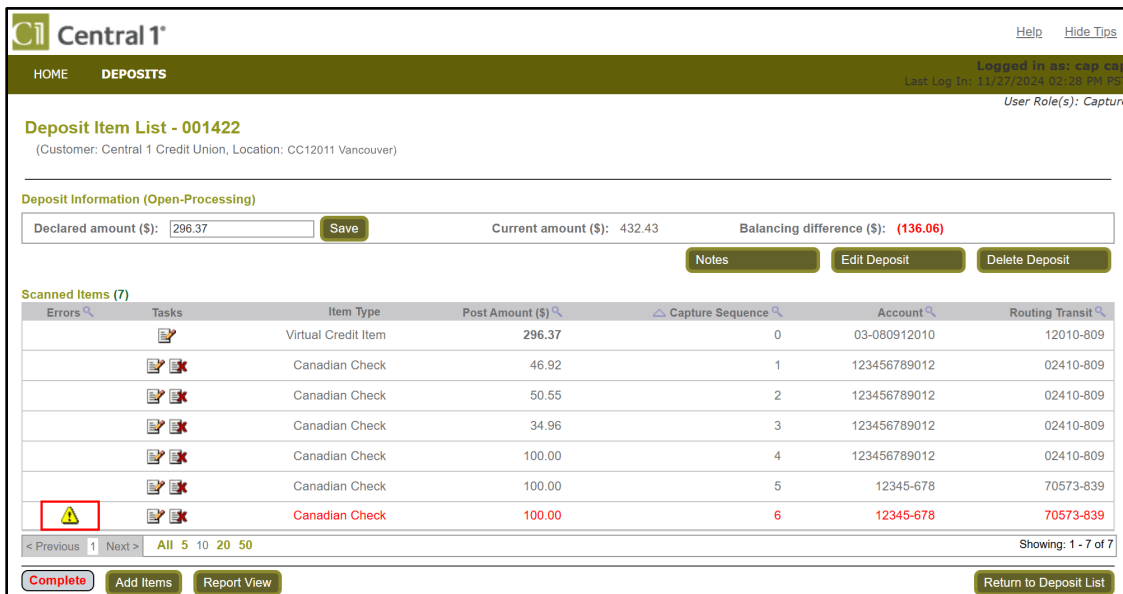 C1 Central 1®
Help Hide Tips
HOME DEPOSITS
Logged in as: cap cap
Last Log In: 11/27/2024 02:28 PM PS
User Role(s): Capture
Deposit Item List - 001422
(Customer: Central 1 Credit Union, Location: CC12011 Vancouver)
Deposit Information (Open-Processing)
Declared amount ($): 296.37 Save Current amount ($): 432.43 Balancing difference ($): (136.06)
Notes Edit Deposit Delete Deposit
Scanned Items (7)
Errors Tasks Item Type Post Amount ($) Capture Sequence Account Routing Transit
Virtual Credit Item 296.37 0 03-080912010 12010-809
Canadian Check 46.92 1 123456789012 02410-809
Canadian Check 50.55 2 123456789012 02410-809
Canadian Check 34.96 3 123456789012 02410-809
Canadian Check 100.00 4 123456789012 02410-809
Canadian Check 100.00 5 12345-678 70573-839
Canadian Check 100.00 6 12345-678 70573-839
< Previous 1 Next > All 5 10 20 50 Showing: 1 - 7 of 7
Complete Add Items Report View Return to Deposit List